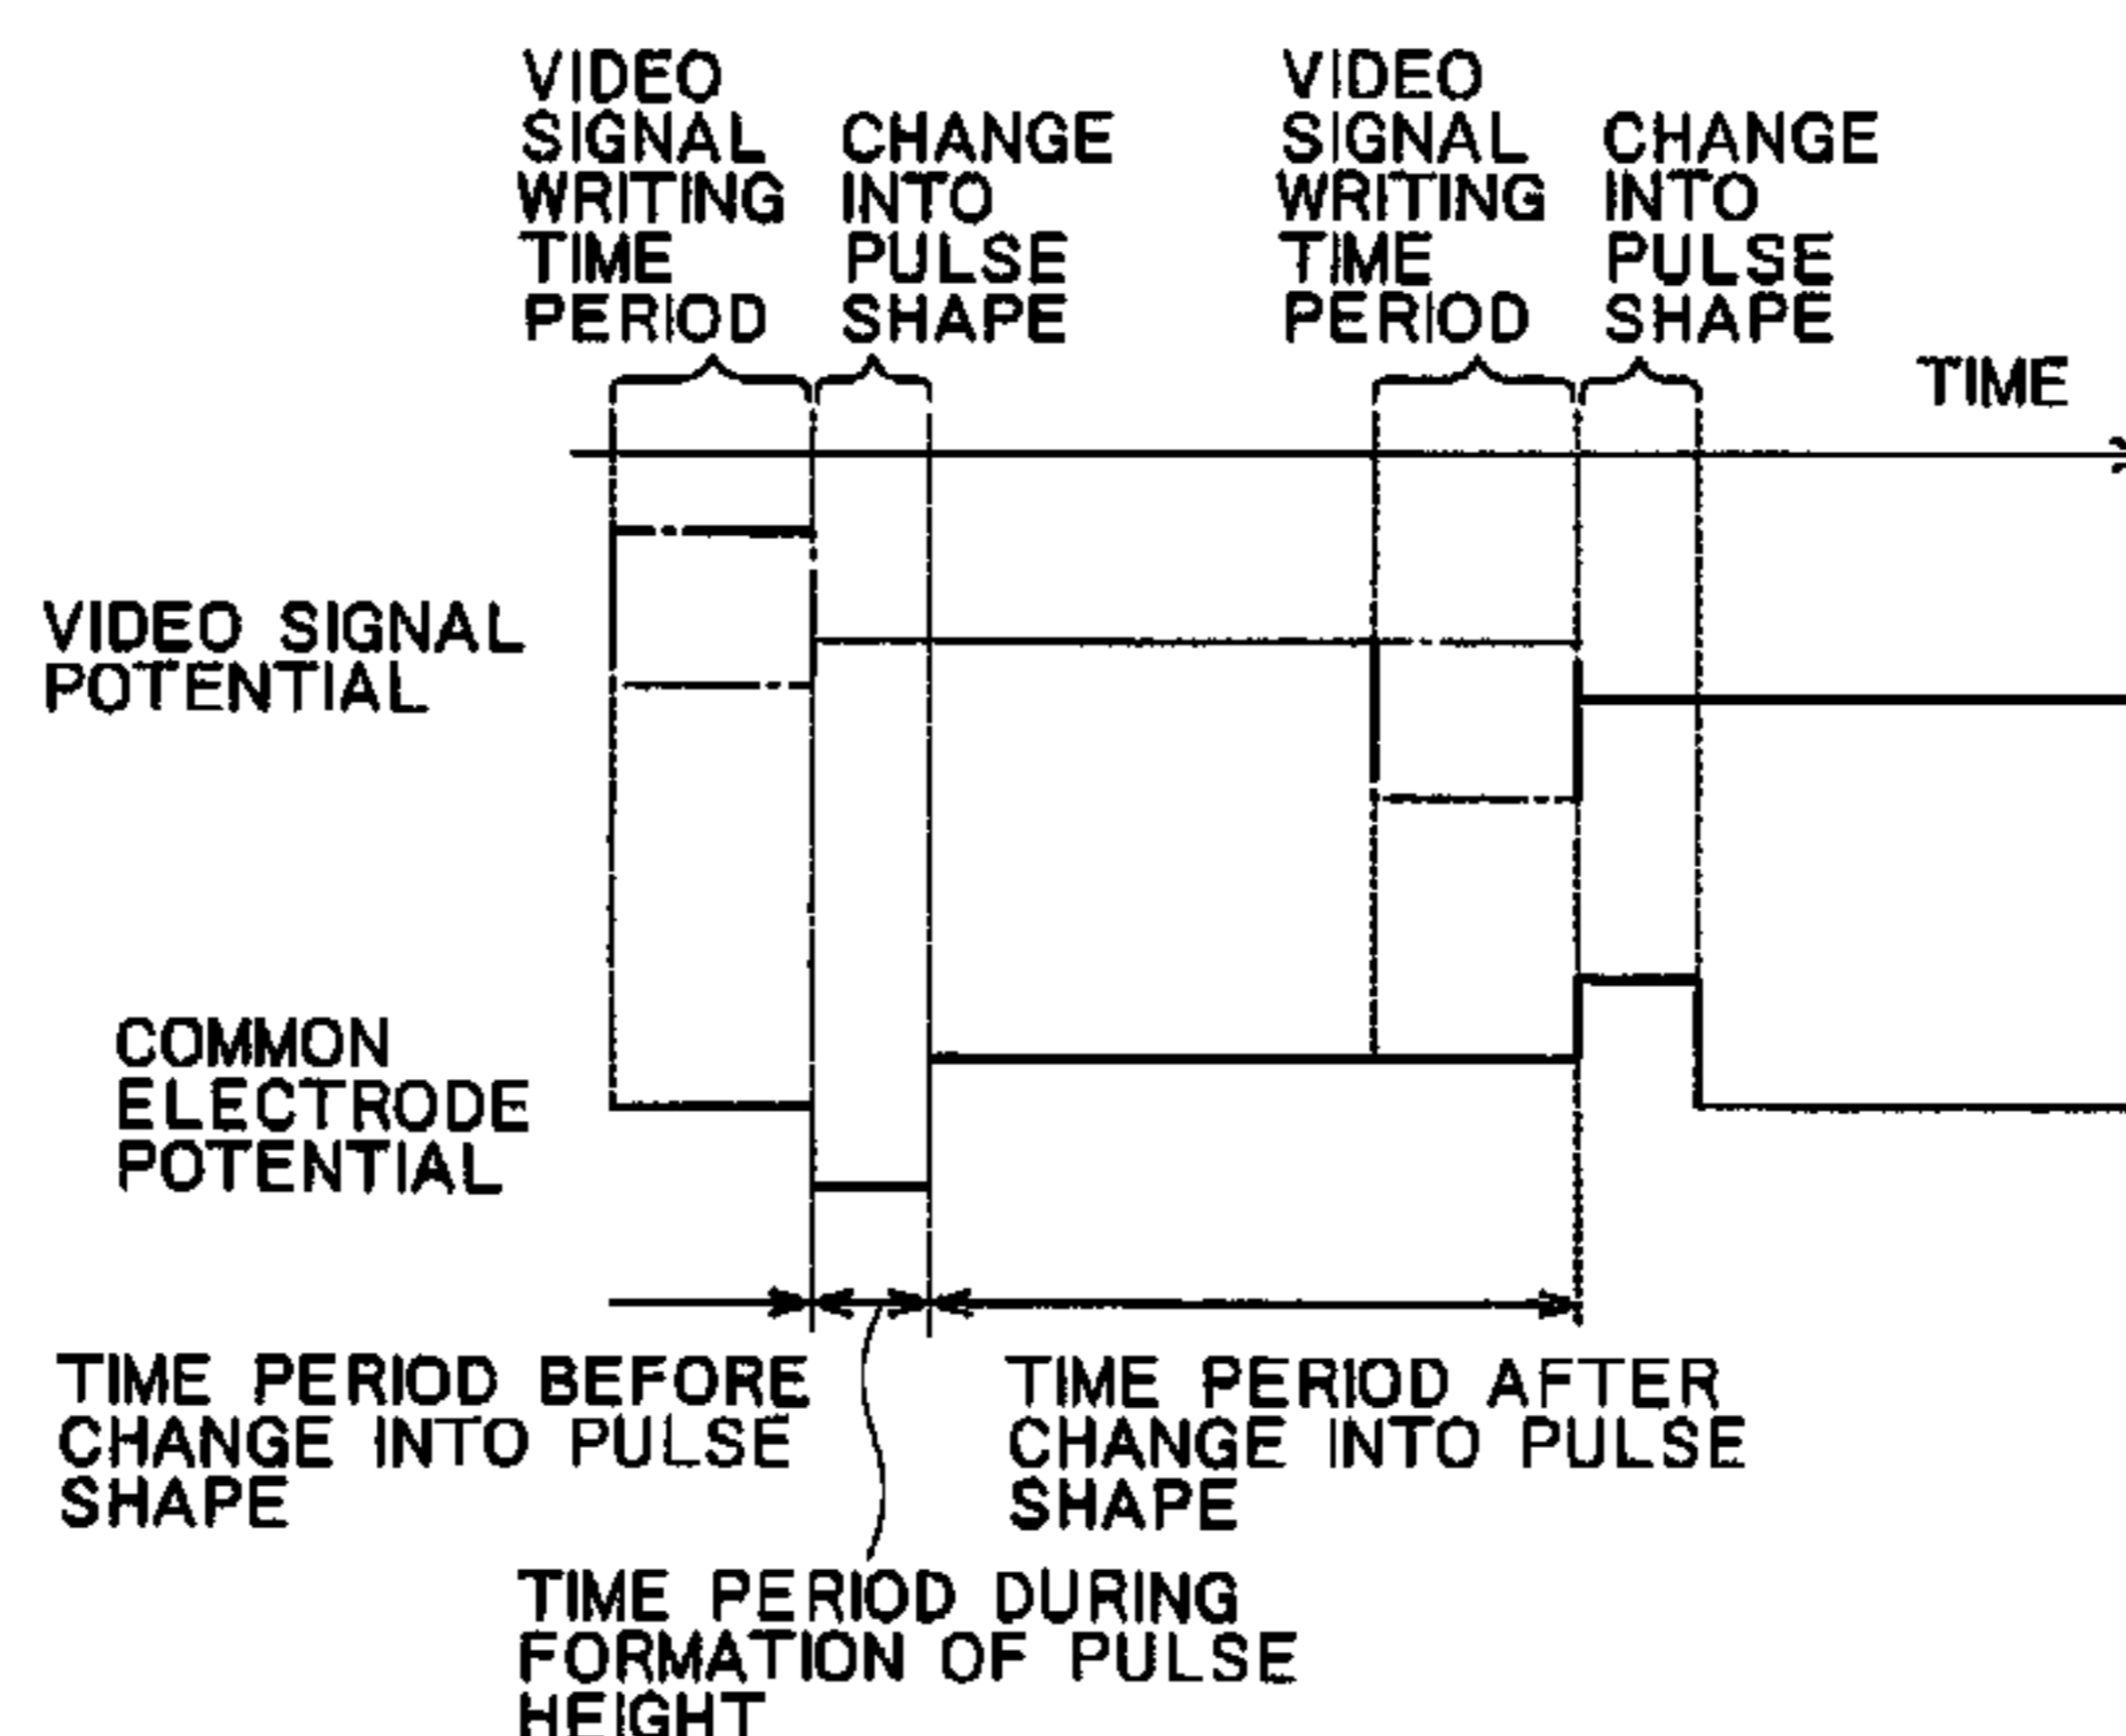 VIDEO
SIGNAL
WRITING
TIME
PERIOD
CHANGE
INTO
PULSE
SHAPE
VIDEO
SIGNAL
WRITING
TIME
PERIOD
CHANGE
INTO
PULSE
SHAPE
TIME
VIDEO SIGNAL
POTENTIAL
COMMON
ELECTRODE
POTENTIAL
TIME PERIOD BEFORE
CHANGE INTO PULSE
SHAPE
TIME PERIOD AFTER
CHANGE INTO PULSE
SHAPE
TIME PERIOD DURING
FORMATION OF PULSE
HEIGHT